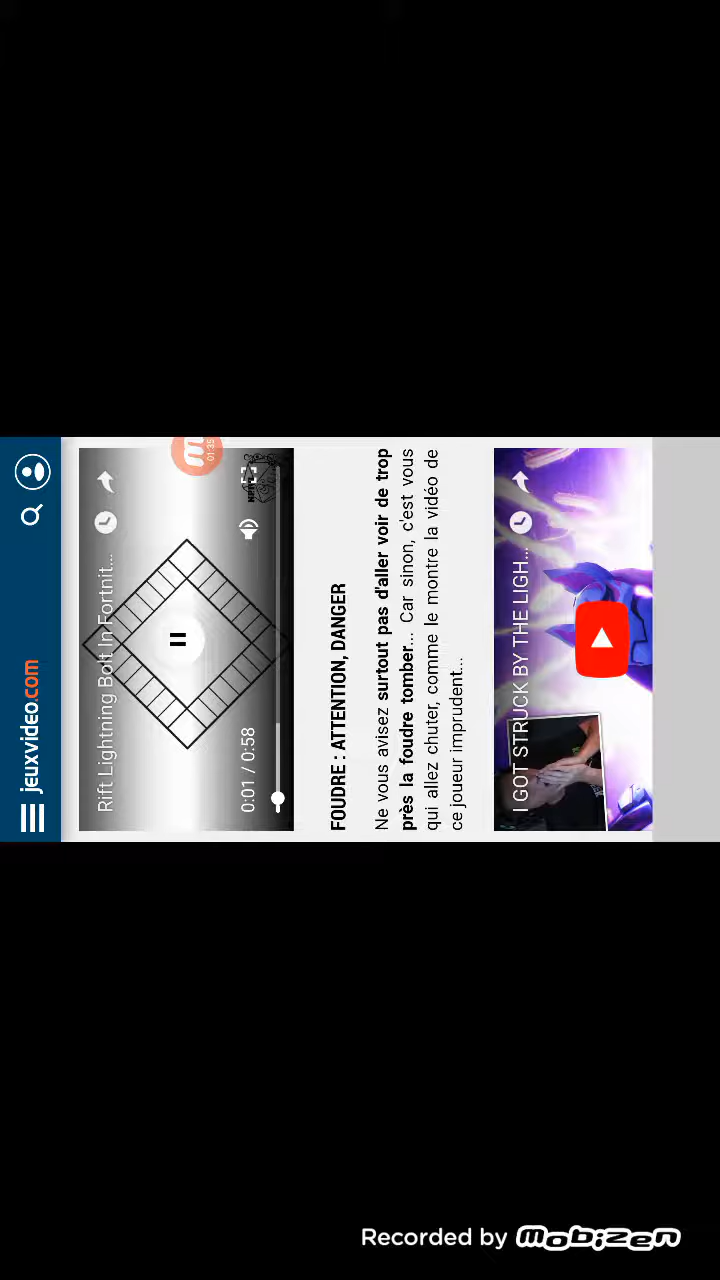 jeuxvideo.com
Rift Lightning Bolt In Fortnit...
01:35
0:01 / 0:58
FOUDRE : ATTENTION, DANGER
Ne vous avisez surtout pas d'aller voir de trop
près la foudre tomber... Car sinon, c'est vous
qui allez chuter, comme le montre la vidéo de
ce joueur imprudent...
I GOT STRUCK BY THE LIGH...
Recorded by mobizen